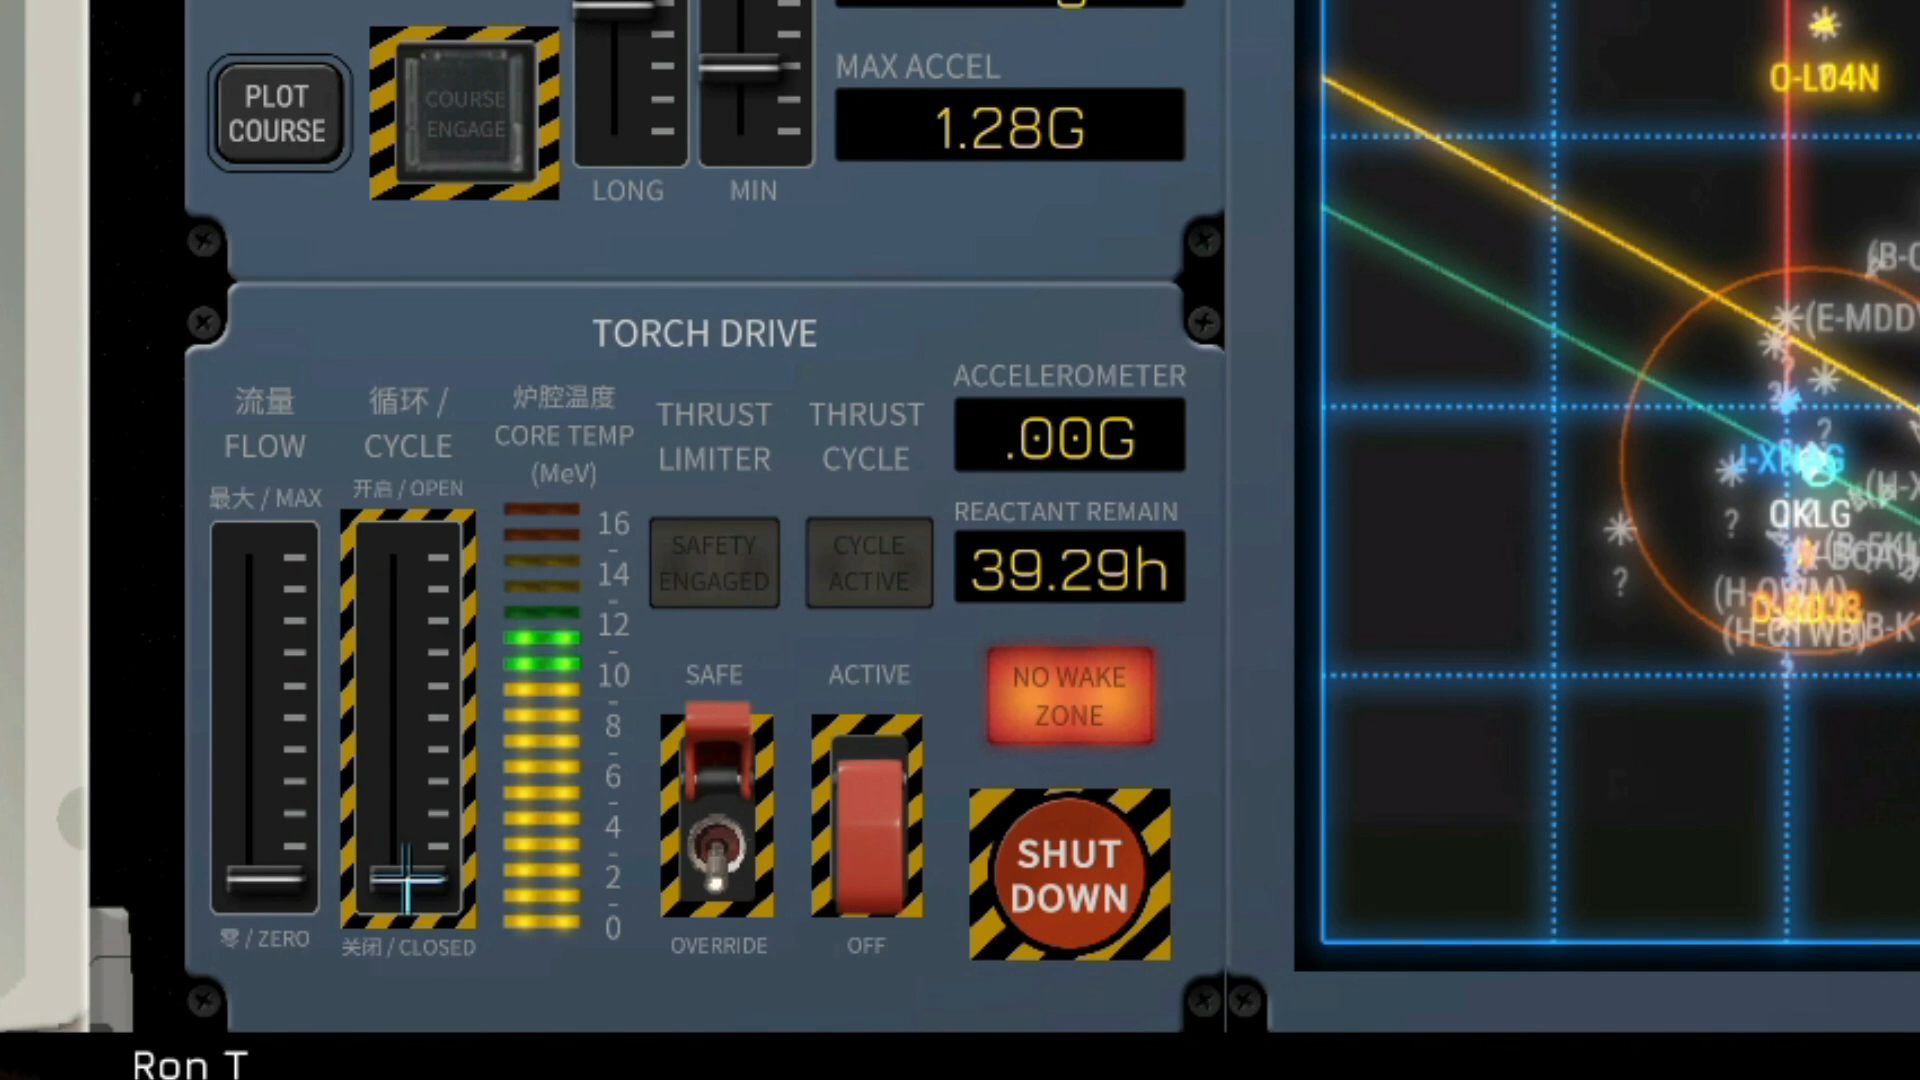 PLOT
COURSE
COURSE
ENGAGE
LONG
MIN
MAX ACCEL
1.28G
TORCH DRIVE
流量
FLOW
最大 / MAX
零 / ZERO
循环 /
CYCLE
开启 / OPEN
关闭 / CLOSED
炉腔温度
CORE TEMP
(MeV)
16
14
12
10
8
6
4
2
0
THRUST
LIMITER
SAFETY
ENGAGED
SAFE
OVERRIDE
THRUST
CYCLE
CYCLE
ACTIVE
ACTIVE
OFF
ACCELEROMETER
.00G
REACTANT REMAIN
39.29h
NO WAKE
ZONE
SHUT
DOWN
O-L04N
(B-
(E-MDD
?
?
OKLG
?
Ron T